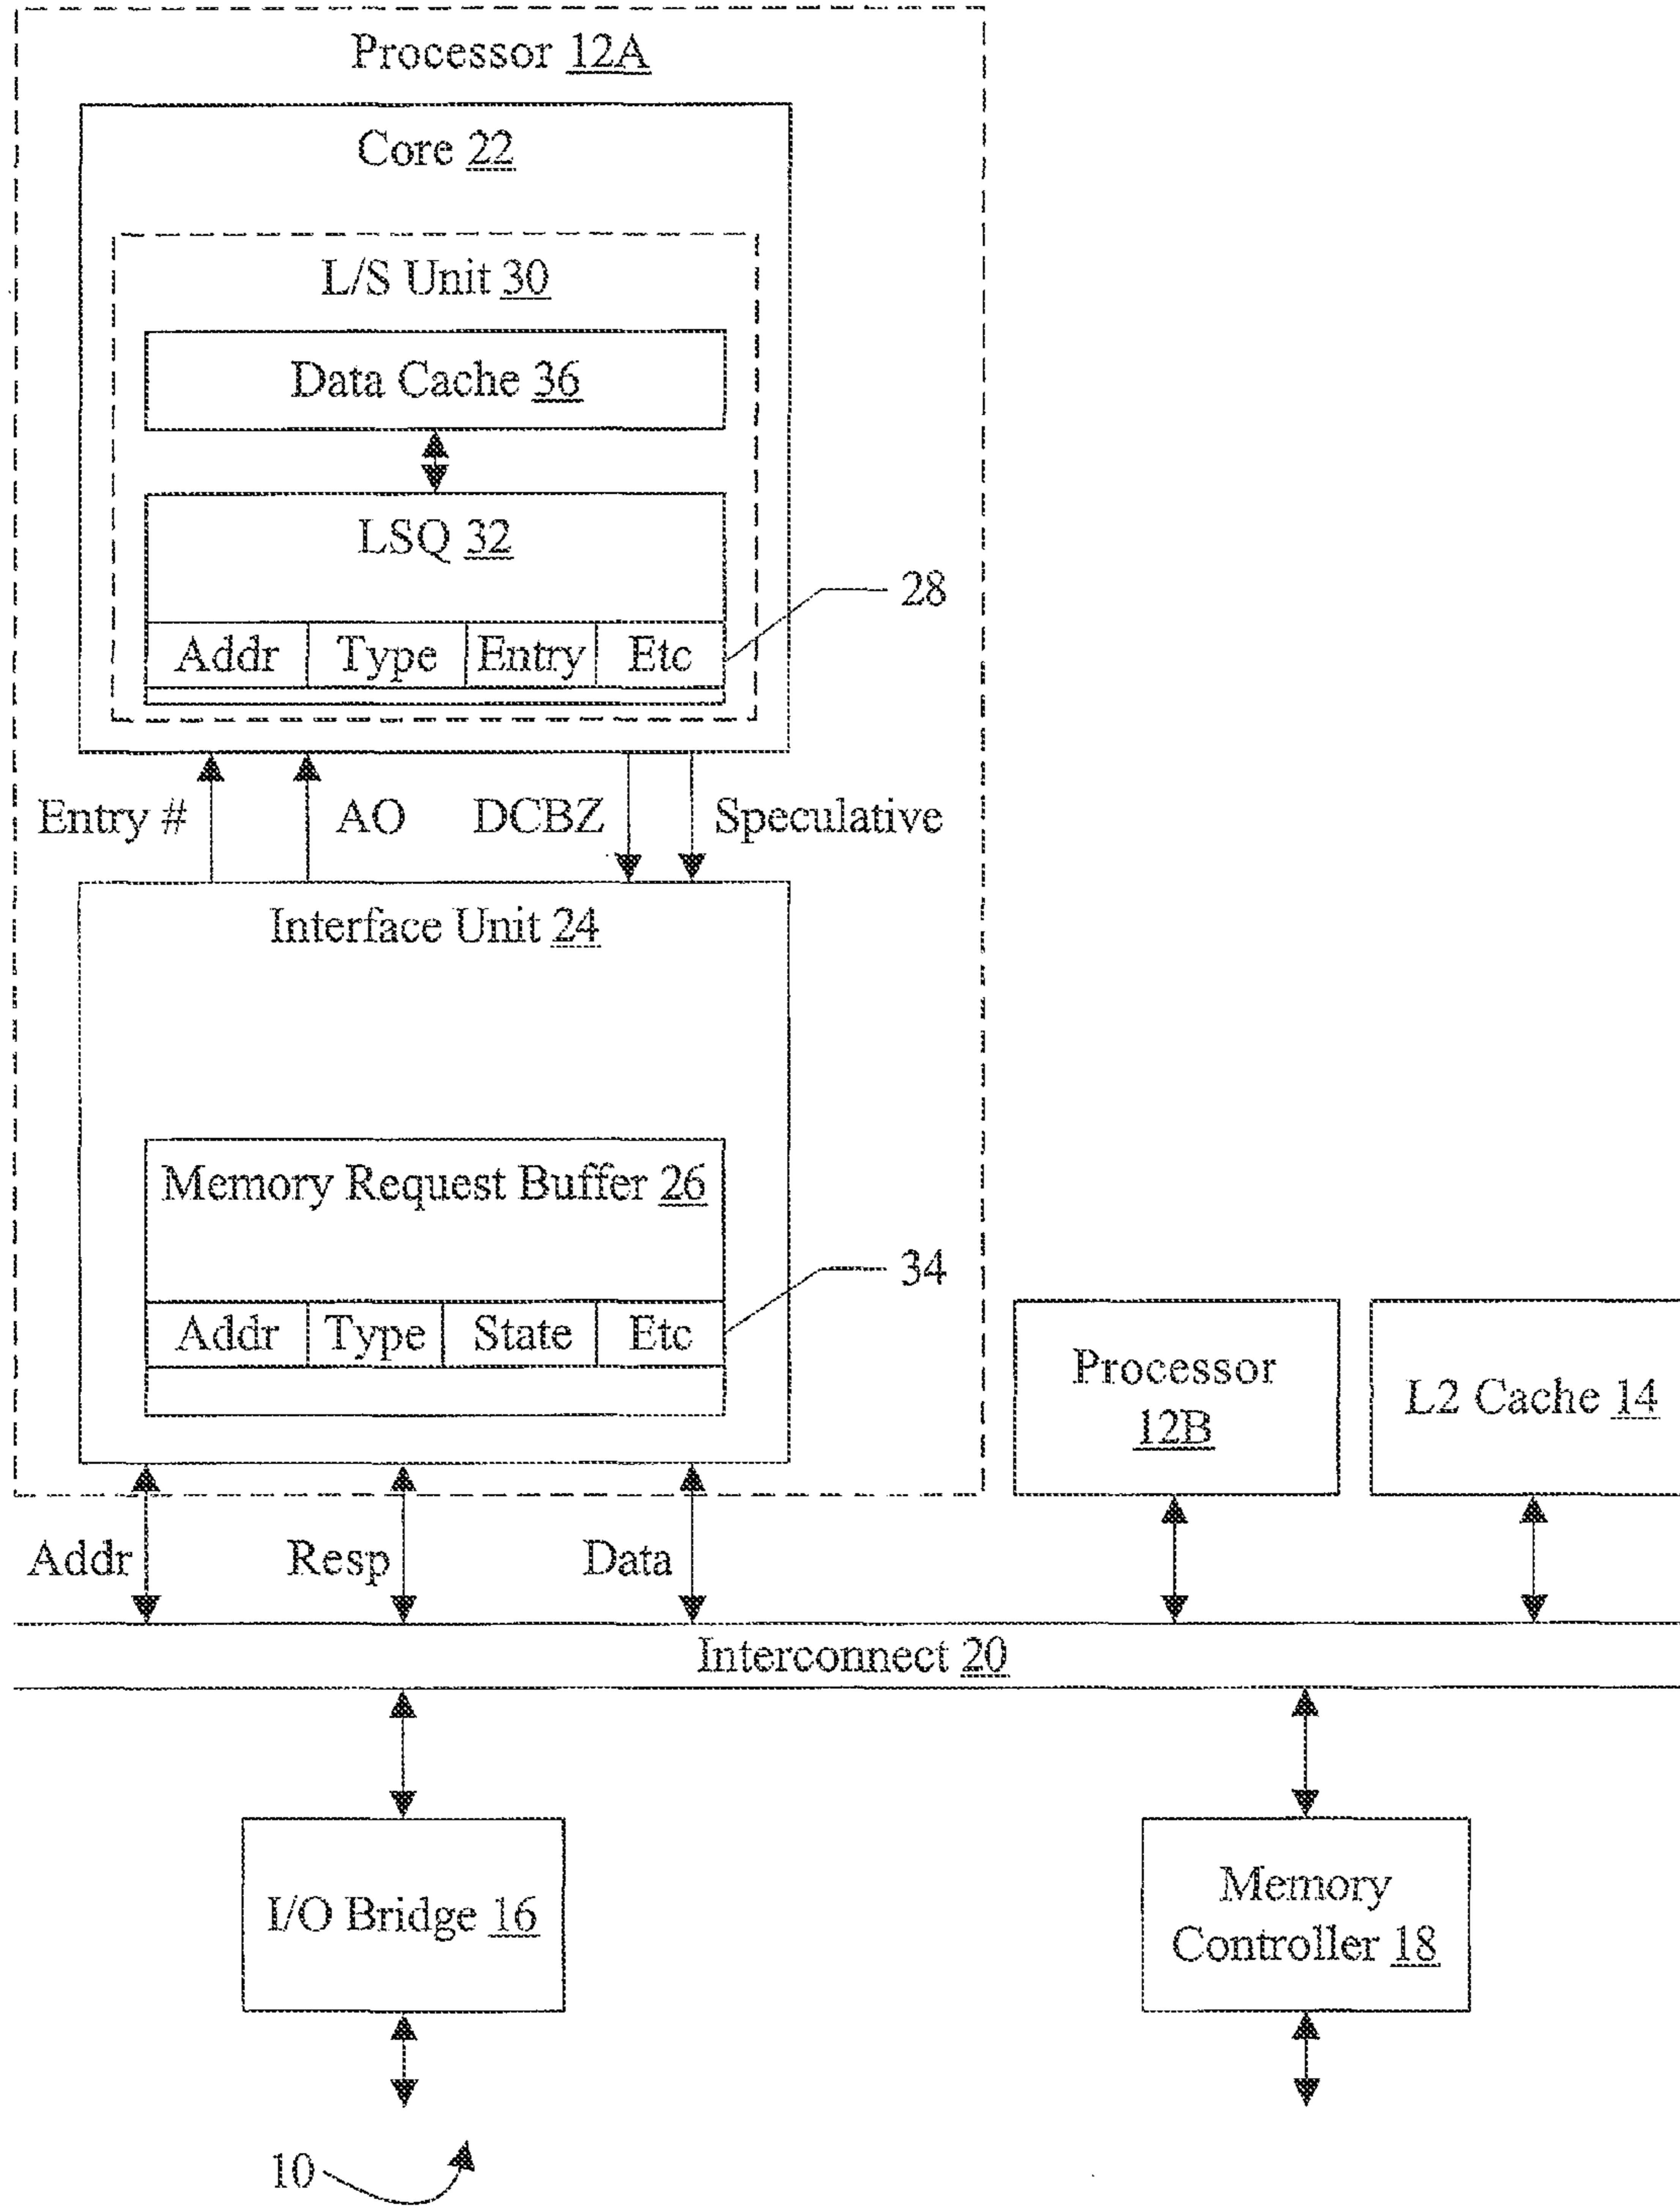 Processor 12A
Core 22
L/S Unit 30
Data Cache 36
LSQ 32
28
Addr Type Entry Etc
Entry # AO DCBZ Speculative
Interface Unit 24
Memory Request Buffer 26
34
Addr Type State Etc
Processor
12B
L2 Cache 14
Addr Resp Data
Interconnect 20
I/O Bridge 16
Memory
Controller 18
10